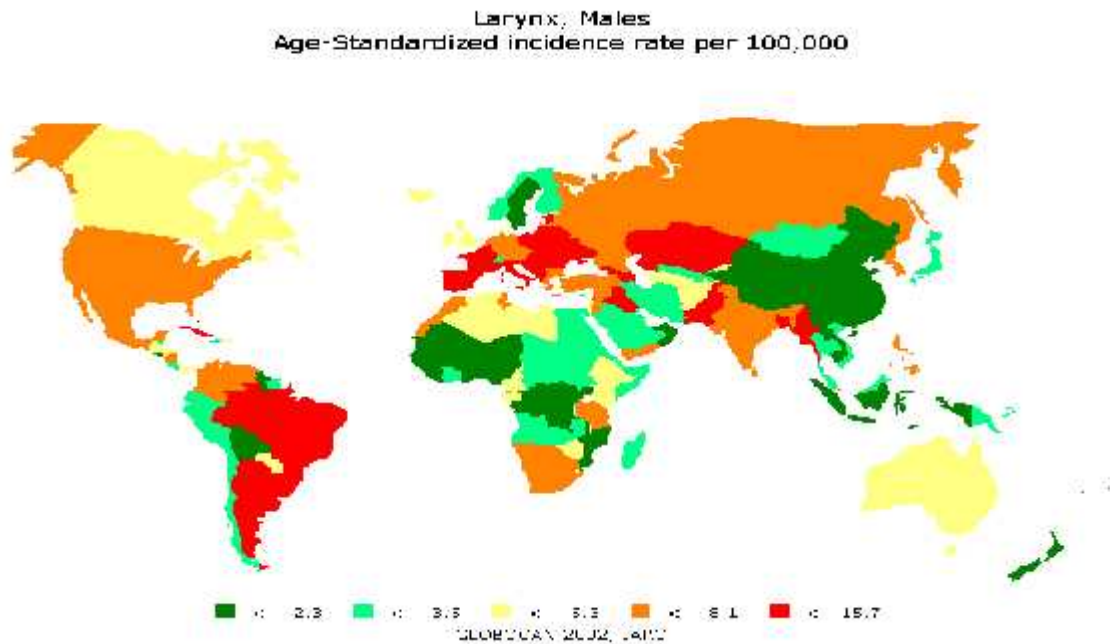 Larynx, Males
Age-Standardized incidence rate per 100,000
< 2.3 < 3.5 < 5.3 < 8.1 < 15.7
GLOBOCAN 2002, IARC